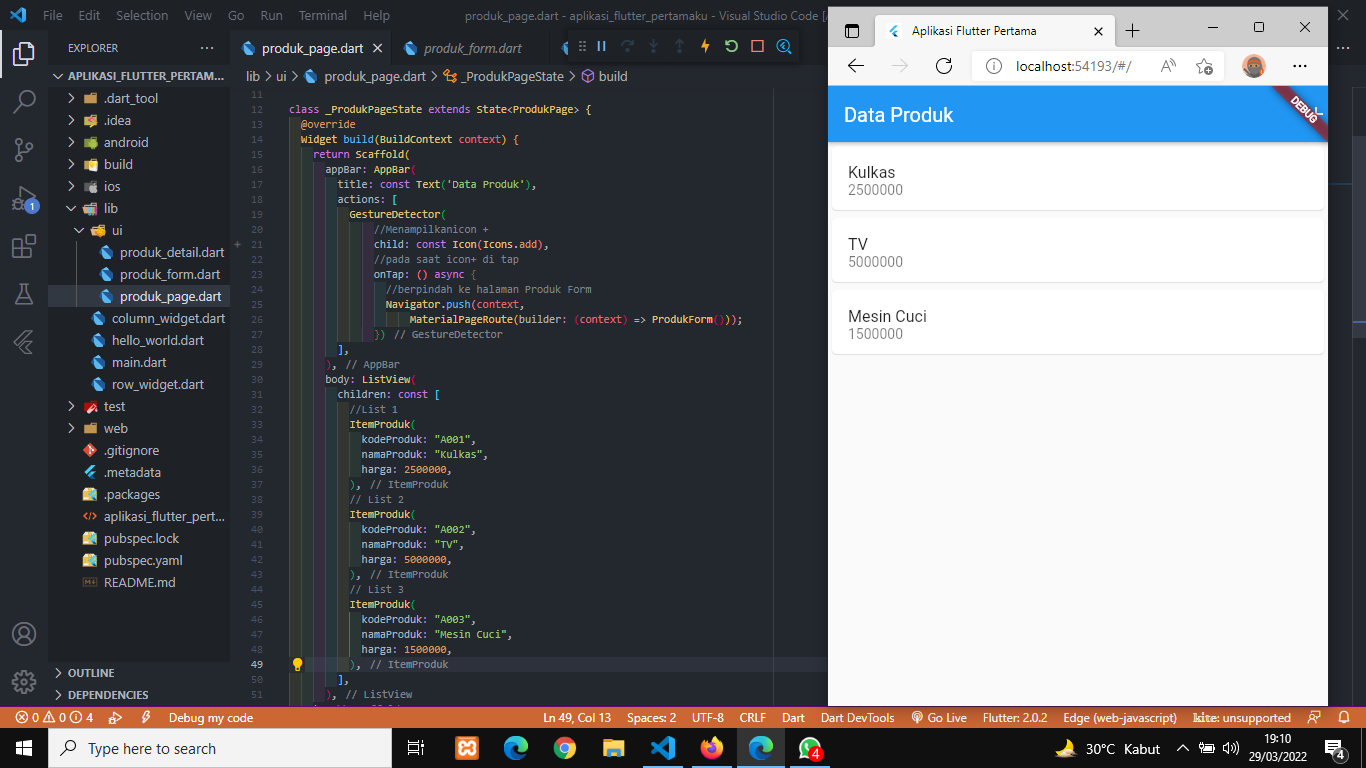 File Edit Selection View Go Run Terminal Help
produk_page.dart - aplikasi_flutter_pertamaku - Visual Studio Code [
EXPLORER
APLIKASI_FLUTTER_PERTAM...
.dart_tool
.idea
android
build
ios
lib
ui
produk_detail.dart
produk_form.dart
produk_page.dart
column_widget.dart
hello_world.dart
main.dart
row_widget.dart
test
web
.gitignore
.metadata
.packages
aplikasi_flutter_pert...
pubspec.lock
pubspec.yaml
README.md
OUTLINE
DEPENDENCIES
1
produk_page.dart
produk_form.dart
lib > ui > produk_page.dart > _ProdukPageState > build
11
12 class _ProdukPageState extends State<ProdukPage> {
13 @override
14 Widget build(BuildContext context) {
15 return Scaffold(
16 appBar: AppBar(
17 title: const Text('Data Produk'),
18 actions: [
19 GestureDetector(
20 //Menampilkanicon +
21 child: const Icon(Icons.add),
22 //pada saat icon+ di tap
23 onTap: () async {
24 //berpindah ke halaman Produk Form
25 Navigator.push(context,
26 MaterialPageRoute(builder: (context) => ProdukForm()));
27 }) // GestureDetector
28 ],
29 ), // AppBar
30 body: ListView(
31 children: const [
32 //List 1
33 ItemProduk(
34 kodeProduk: "A001",
35 namaProduk: "Kulkas",
36 harga: 2500000,
37 ), // ItemProduk
38 // List 2
39 ItemProduk(
40 kodeProduk: "A002",
41 namaProduk: "TV",
42 harga: 5000000,
43 ), // ItemProduk
44 // List 3
45 ItemProduk(
46 kodeProduk: "A003",
47 namaProduk: "Mesin Cuci",
48 harga: 1500000,
49 ), // ItemProduk
50 ],
51 ), // ListView
Aplikasi Flutter Pertama
localhost:54193/#/
Data Produk
DEBUG
Kulkas
2500000
TV
5000000
Mesin Cuci
1500000
0 0 4 Debug my code
Ln 49, Col 13 Spaces: 2 UTF-8 CRLF Dart Dart DevTools Go Live Flutter: 2.0.2 Edge (web-javascript) kite: unsupported
Type here to search
4
30°C Kabut
19:10
29/03/2022
4